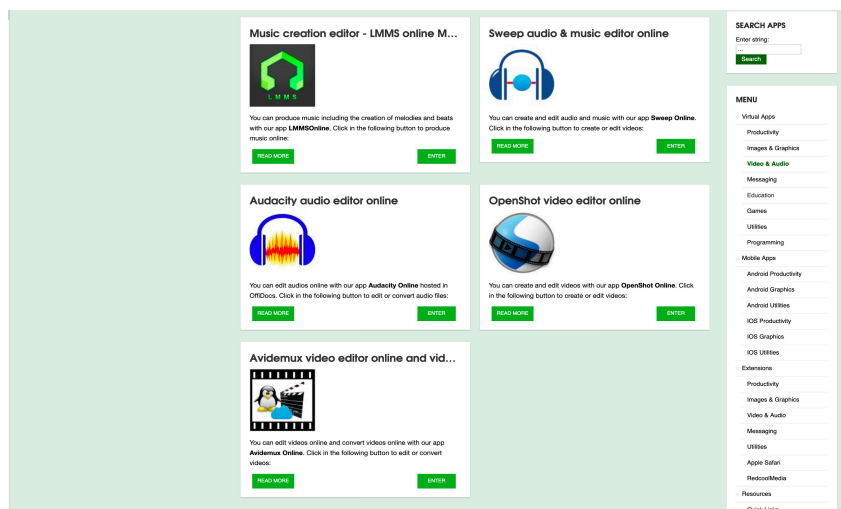 Music creation editor - LMMS online M...
LMMS
You can produce music including the creation of melodies and beats
with our app LMMSOnline. Click in the following button to produce
music online:
READ MORE
ENTER
Sweep audio & music editor online
You can create and edit audio and music with our app Sweep Online.
Click in the following button to create or edit videos:
READ MORE
ENTER
Audacity audio editor online
You can edit audios online with our app Audacity Online hosted in
OffiDocs. Click in the following button to edit or convert audio files:
READ MORE
ENTER
OpenShot video editor online
You can create and edit videos with our app OpenShot Online. Click
in the following button to create or edit videos:
READ MORE
ENTER
Avidemux video editor online and vid...
You can edit videos online and convert videos online with our app
Avidemux Online. Click in the following button to edit or convert
videos:
READ MORE
ENTER
SEARCH APPS
Enter string:
...
Search
MENU
Virtual Apps
Productivity
Images & Graphics
Video & Audio
Messaging
Education
Games
Utilities
Programming
Mobile Apps
Android Productivity
Android Graphics
Android Utilities
IOS Productivity
IOS Graphics
IOS Utilities
Extensions
Productivity
Images & Graphics
Video & Audio
Messaging
Utilities
Apple Safari
RedcoolMedia
Resources